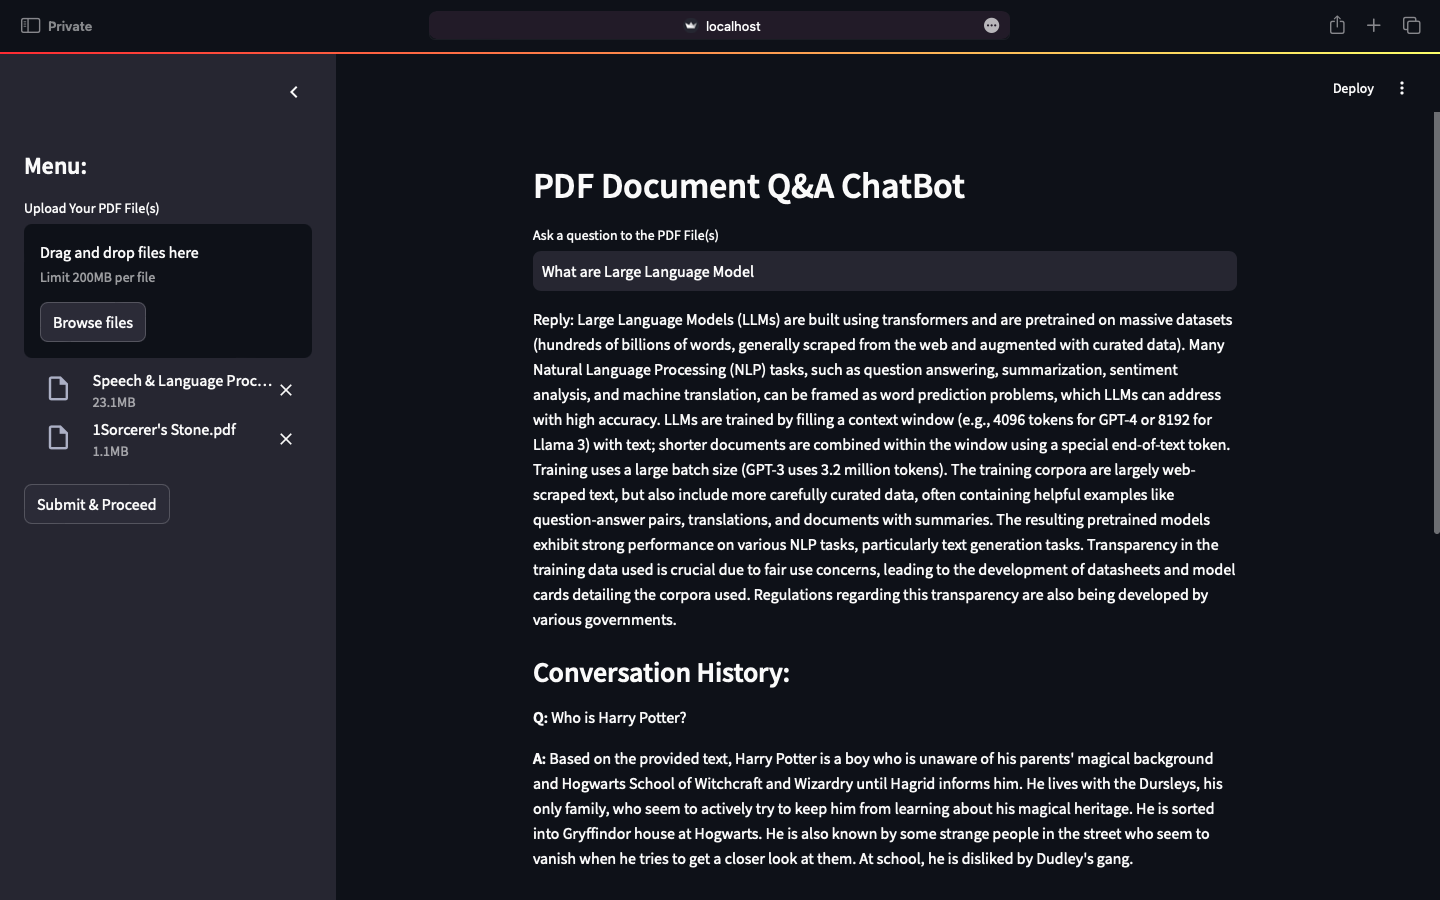 Private
localhost
Deploy
Menu:
Upload Your PDF File(s)
Drag and drop files here
Limit 200MB per file
Browse files
Speech & Language Proc...
23.1MB
1Sorcerer's Stone.pdf
1.1MB
Submit & Proceed
PDF Document Q&A ChatBot
Ask a question to the PDF File(s)
What are Large Language Model
Reply: Large Language Models (LLMs) are built using transformers and are pretrained on massive datasets
(hundreds of billions of words, generally scraped from the web and augmented with curated data). Many
Natural Language Processing (NLP) tasks, such as question answering, summarization, sentiment
analysis, and machine translation, can be framed as word prediction problems, which LLMs can address
with high accuracy. LLMs are trained by filling a context window (e.g., 4096 tokens for GPT-4 or 8192 for
Llama 3) with text; shorter documents are combined within the window using a special end-of-text token.
Training uses a large batch size (GPT-3 uses 3.2 million tokens). The training corpora are largely web-
scraped text, but also include more carefully curated data, often containing helpful examples like
question-answer pairs, translations, and documents with summaries. The resulting pretrained models
exhibit strong performance on various NLP tasks, particularly text generation tasks. Transparency in the
training data used is crucial due to fair use concerns, leading to the development of datasheets and model
cards detailing the corpora used. Regulations regarding this transparency are also being developed by
various governments.
Conversation History:
Q: Who is Harry Potter?
A: Based on the provided text, Harry Potter is a boy who is unaware of his parents' magical background
and Hogwarts School of Witchcraft and Wizardry until Hagrid informs him. He lives with the Dursleys, his
only family, who seem to actively try to keep him from learning about his magical heritage. He is sorted
into Gryffindor house at Hogwarts. He is also known by some strange people in the street who seem to
vanish when he tries to get a closer look at them. At school, he is disliked by Dudley's gang.